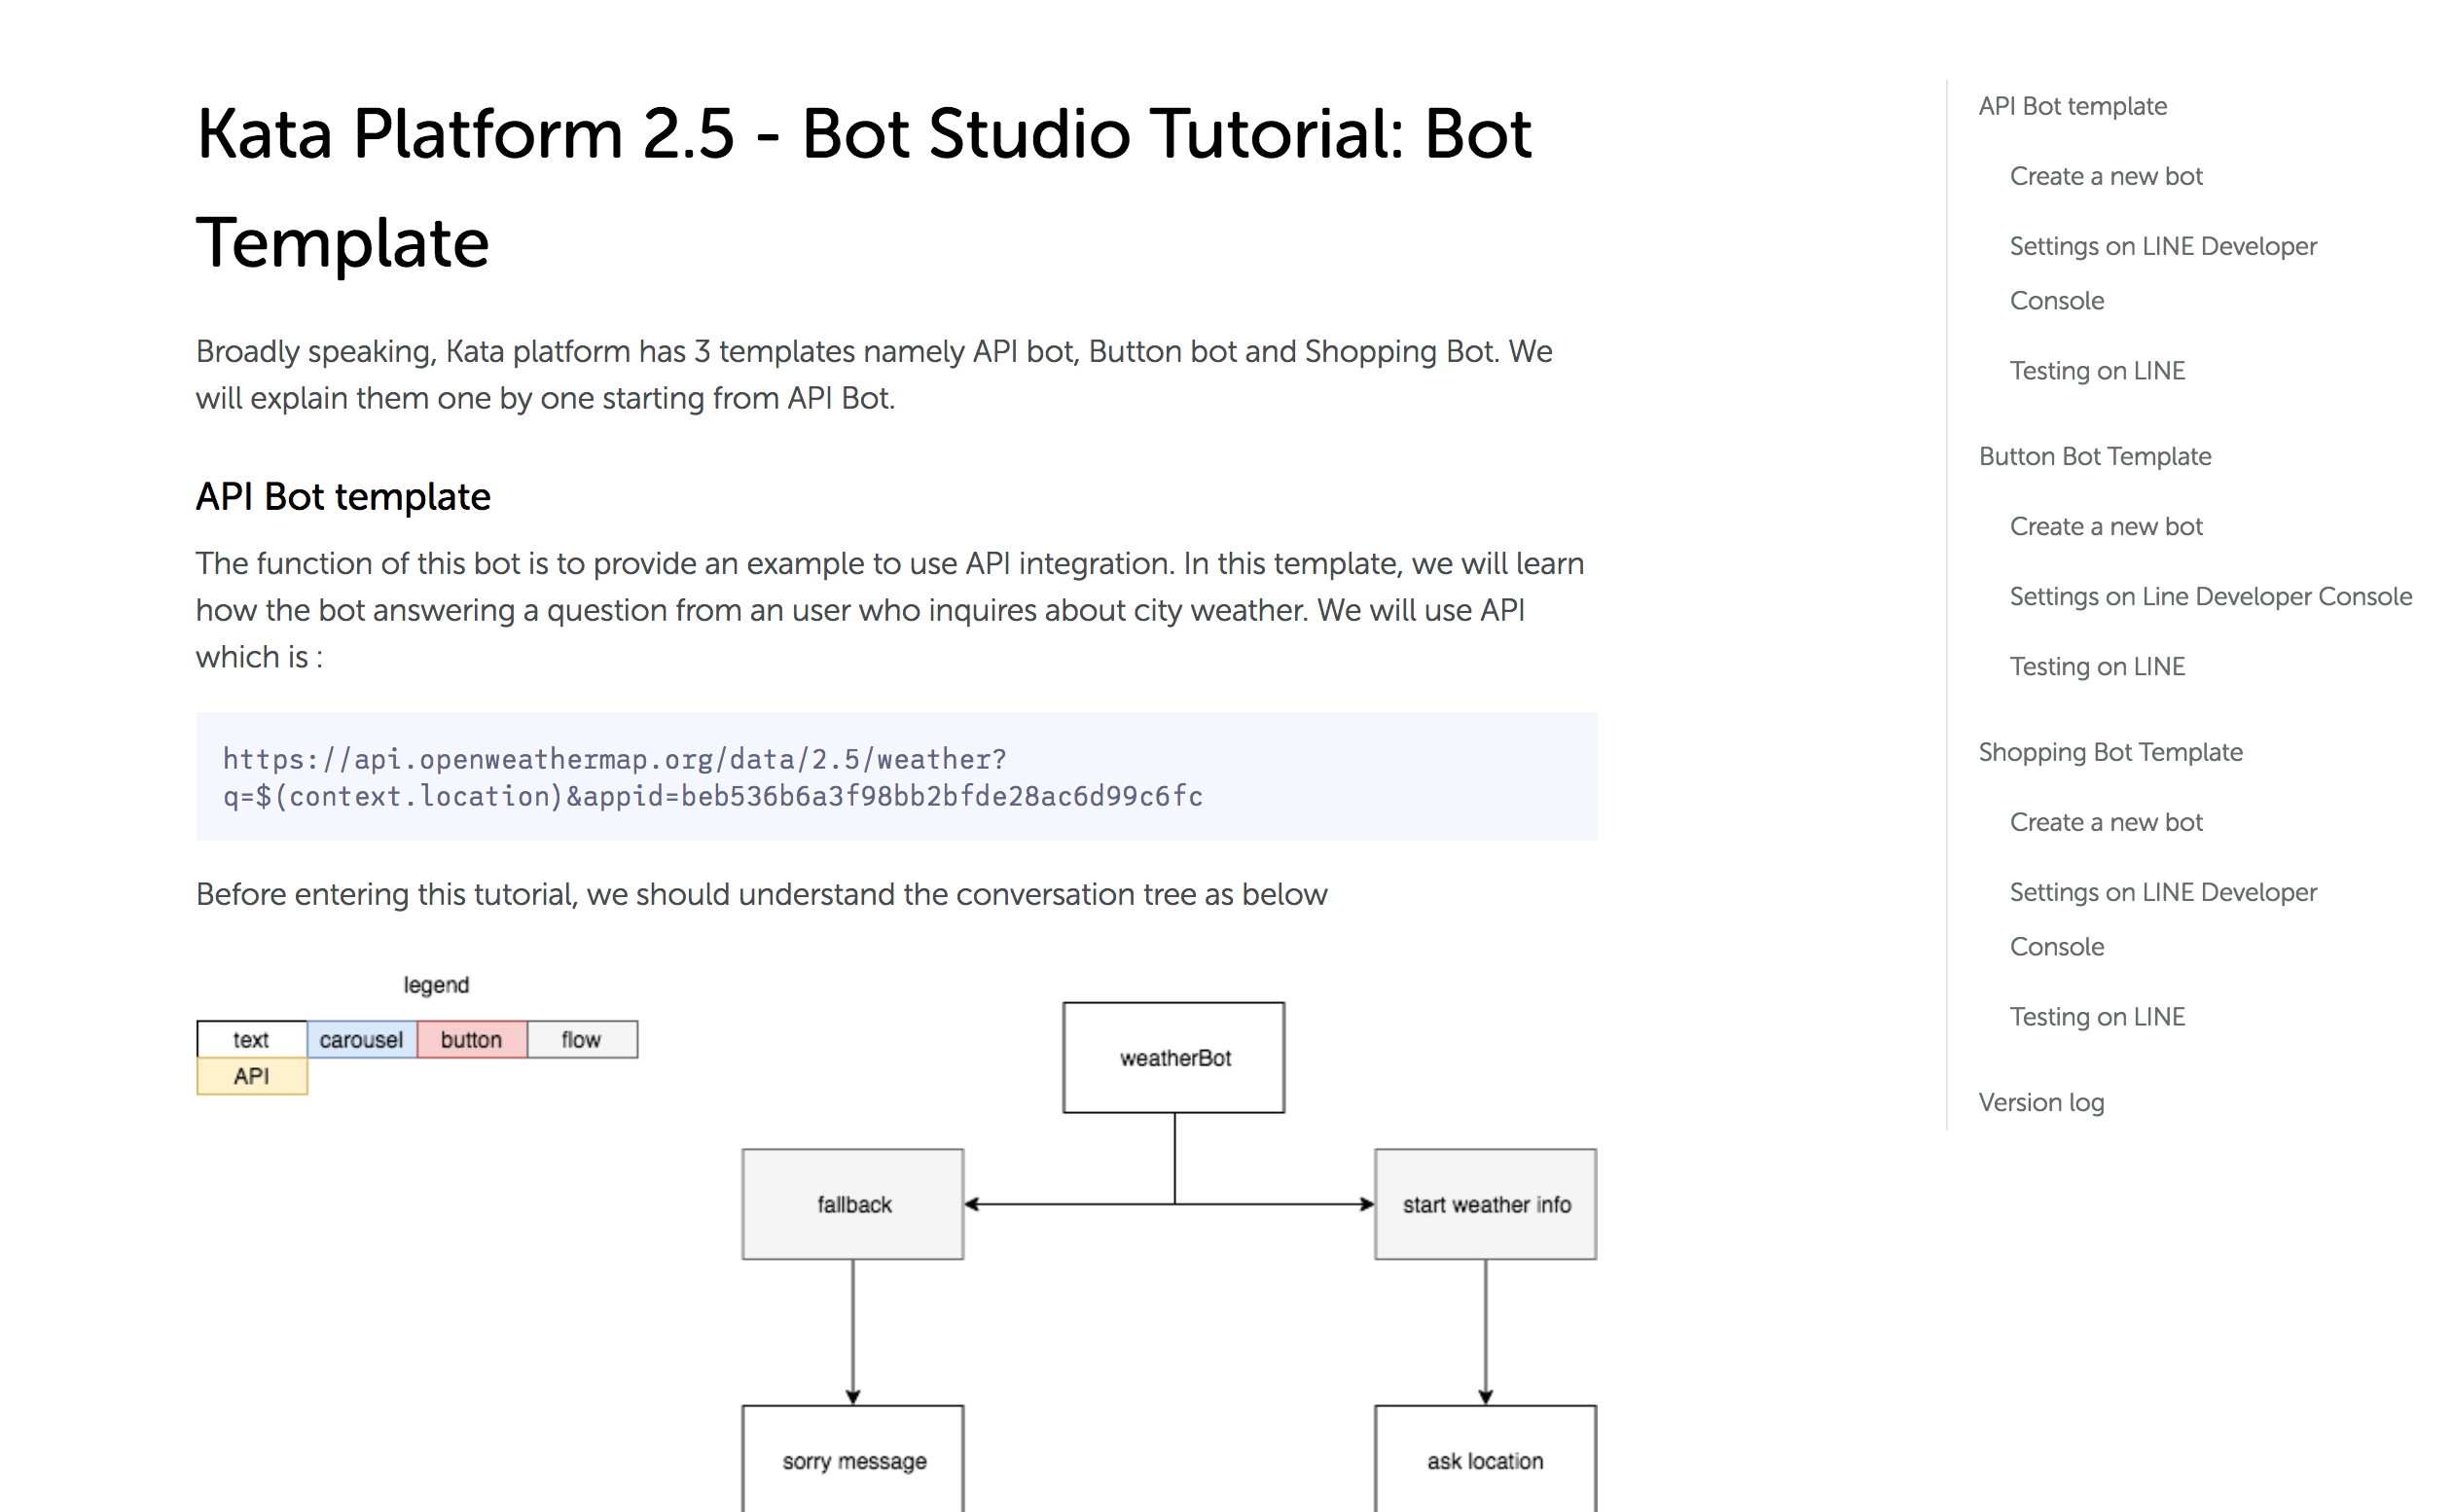 Kata Platform 2.5 - Bot Studio Tutorial: Bot
Template
Broadly speaking, Kata platform has 3 templates namely API bot, Button bot and Shopping Bot. We
will explain them one by one starting from API Bot.
API Bot template
The function of this bot is to provide an example to use API integration. In this template, we will learn
how the bot answering a question from an user who inquires about city weather. We will use API
which is :
https://api.openweathermap.org/data/2.5/weather?
q=$(context.location)&appid=beb536b6a3f98bb2bfde28ac6d99c6fc
Before entering this tutorial, we should understand the conversation tree as below
legend
text carousel button flow
API
weatherBot
fallback
start weather info
sorry message
ask location
API Bot template
Create a new bot
Settings on LINE Developer
Console
Testing on LINE
Button Bot Template
Create a new bot
Settings on Line Developer Console
Testing on LINE
Shopping Bot Template
Create a new bot
Settings on LINE Developer
Console
Testing on LINE
Version log